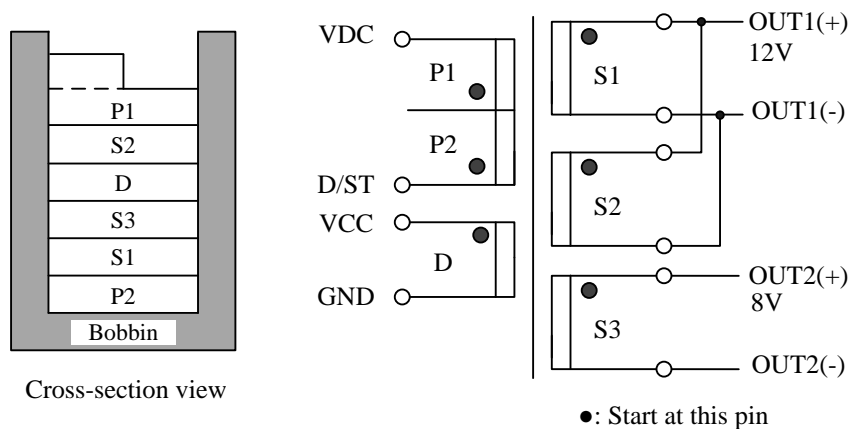 P1
S2
D
S3
S1
P2
Bobbin
Cross-section view
VDC
P1
P2
D/ST
VCC
D
GND
S1
S2
S3
OUT1(+)
12V
OUT1(-)
OUT2(+)
8V
OUT2(-)
●: Start at this pin